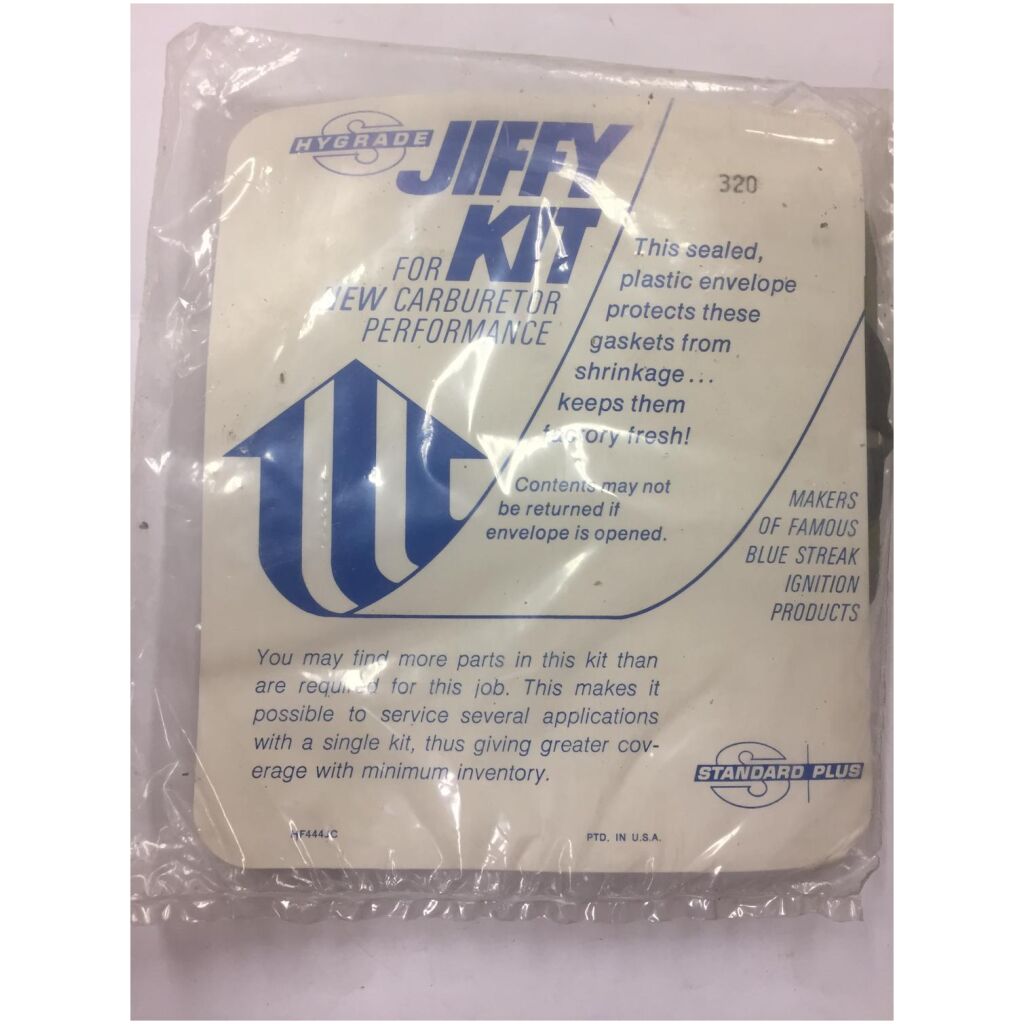 HYGRADE
JIFFY
KIT
FOR
NEW CARBURETOR
PERFORMANCE
320
This sealed,
plastic envelope
protects these
gaskets from
shrinkage...
keeps them
factory fresh!
Contents may not
be returned if
envelope is opened.
MAKERS
OF FAMOUS
BLUE STREAK
IGNITION
PRODUCTS
You may find more parts in this kit than
are required for this job. This makes it
possible to service several applications
with a single kit, thus giving greater cov-
erage with minimum inventory.
STANDARD PLUS
HF444JC
PTD. IN U.S.A.